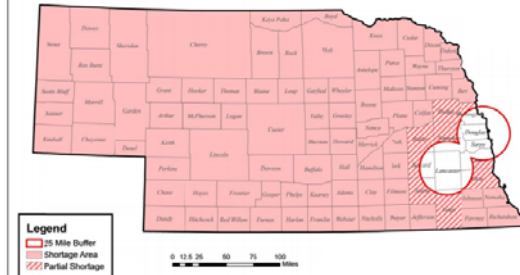 Boyd
Keya Paha
Knox
Cedar
Dawes
Sioux
Sheridan
Cherry
Brown
Rock
Holt
Dixon
Dakota
Box Butte
Antelope
Pierce
Wayne
Thurston
Scotts Bluff
Grant
Hooker
Thomas
Blaine
Loup
Garfield
Wheeler
Madison
Stanton
Cuming
Burt
Morrill
Garden
Boone
Banner
Arthur
McPherson
Logan
Custer
Valley
Greeley
Platte
Colfax
Dodge
Nance
Douglas
Kimball
Cheyenne
Keith
Sherman
Howard
Merrick
Sarpy
Deuel
Lincoln
Perkins
Dawson
Buffalo
Hall
Hamilton
Lancaster
Chase
Hayes
Frontier
Gosper
Phelps
Kearney
Adams
Clay
Fillmore
Johnson
Nemaha
Dundy
Hitchcock
Red Willow
Furnas
Harlan
Franklin
Webster
Nuckolls
Thayer
Jefferson
Gage
Pawnee
Richardson
Legend
25 Mile Buffer
Shortage Area
Partial Shortage
0 12.5 25 50 75 100
Miles